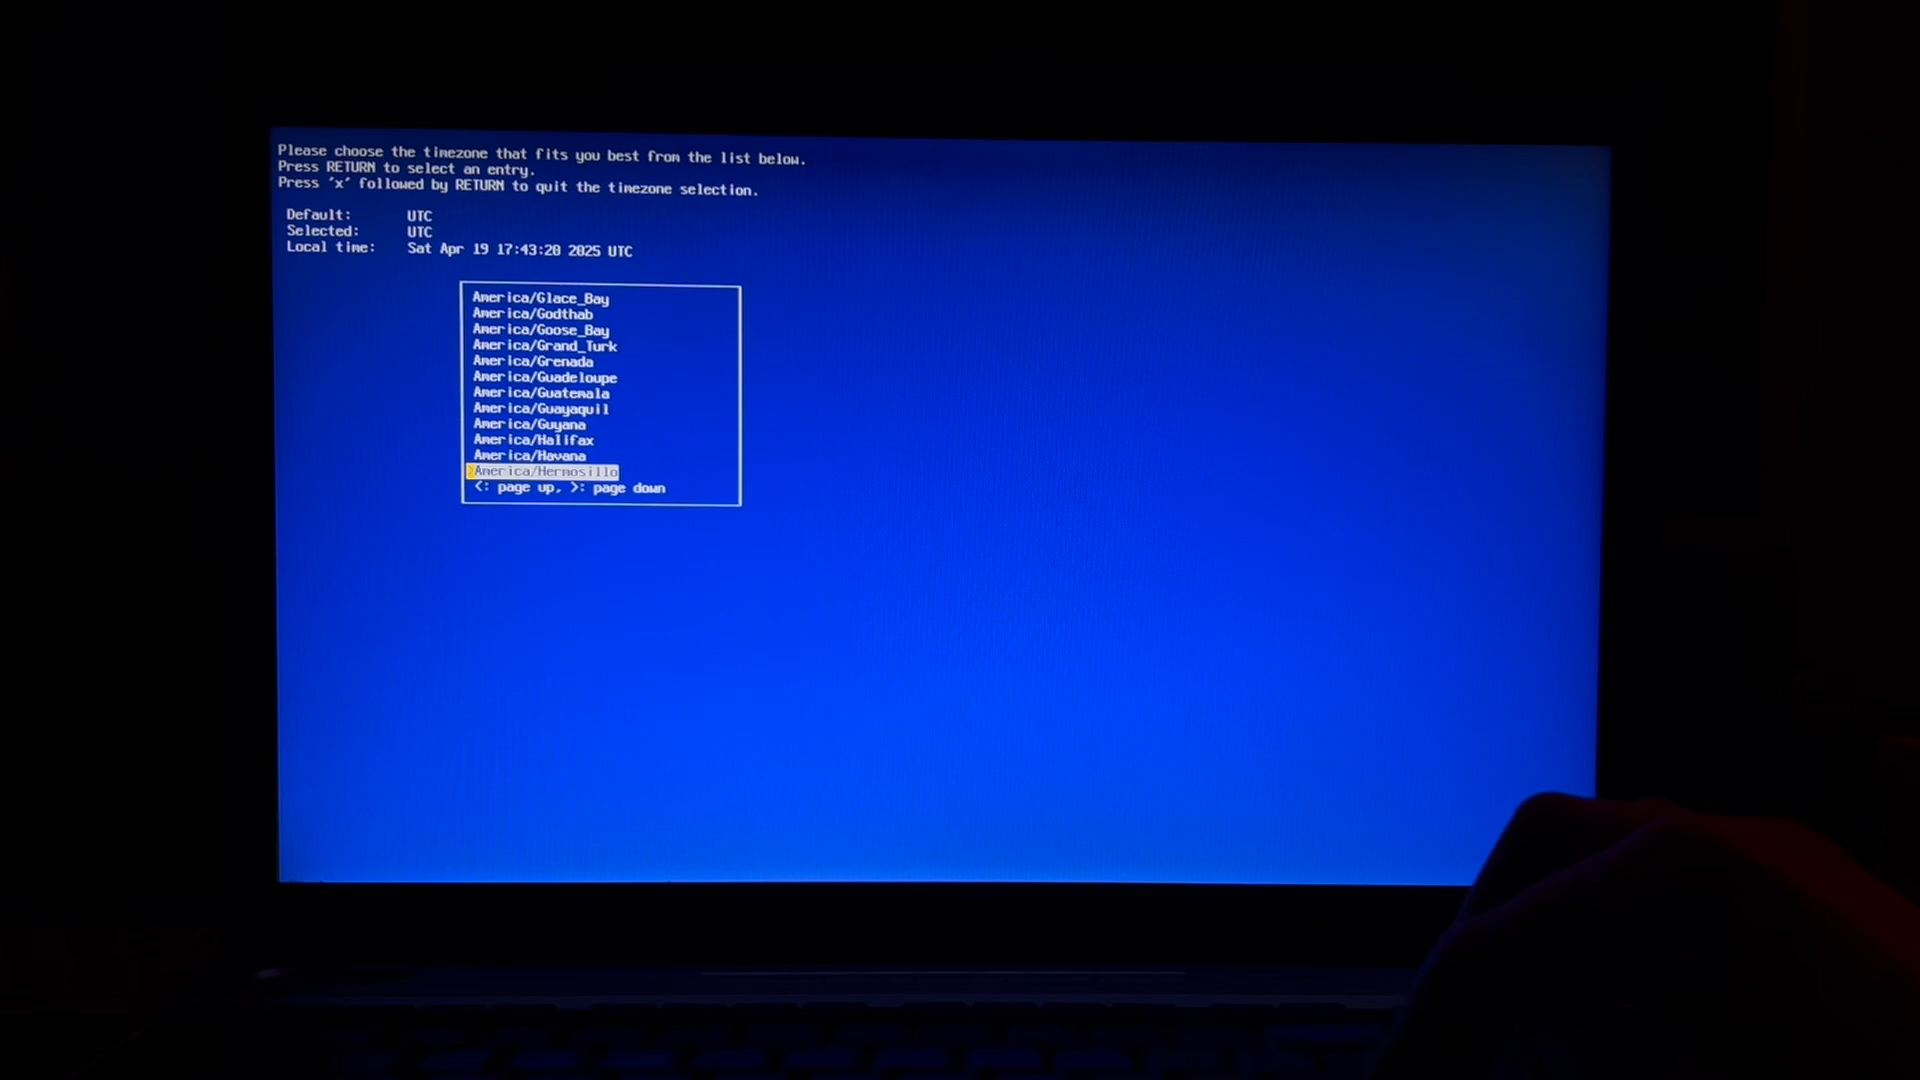 Please choose the timezone that fits you best from the list below.
Press RETURN to select an entry.
Press 'x' followed by RETURN to quit the timezone selection.
Default: UTC
Selected: UTC
Local time: Sat Apr 19 17:43:20 2025 UTC
America/Glace_Bay
America/Godthab
America/Goose_Bay
America/Grand_Turk
America/Grenada
America/Guadeloupe
America/Guatemala
America/Guayaquil
America/Guyana
America/Halifax
America/Havana
>America/Hermosillo
<: page up, >: page down